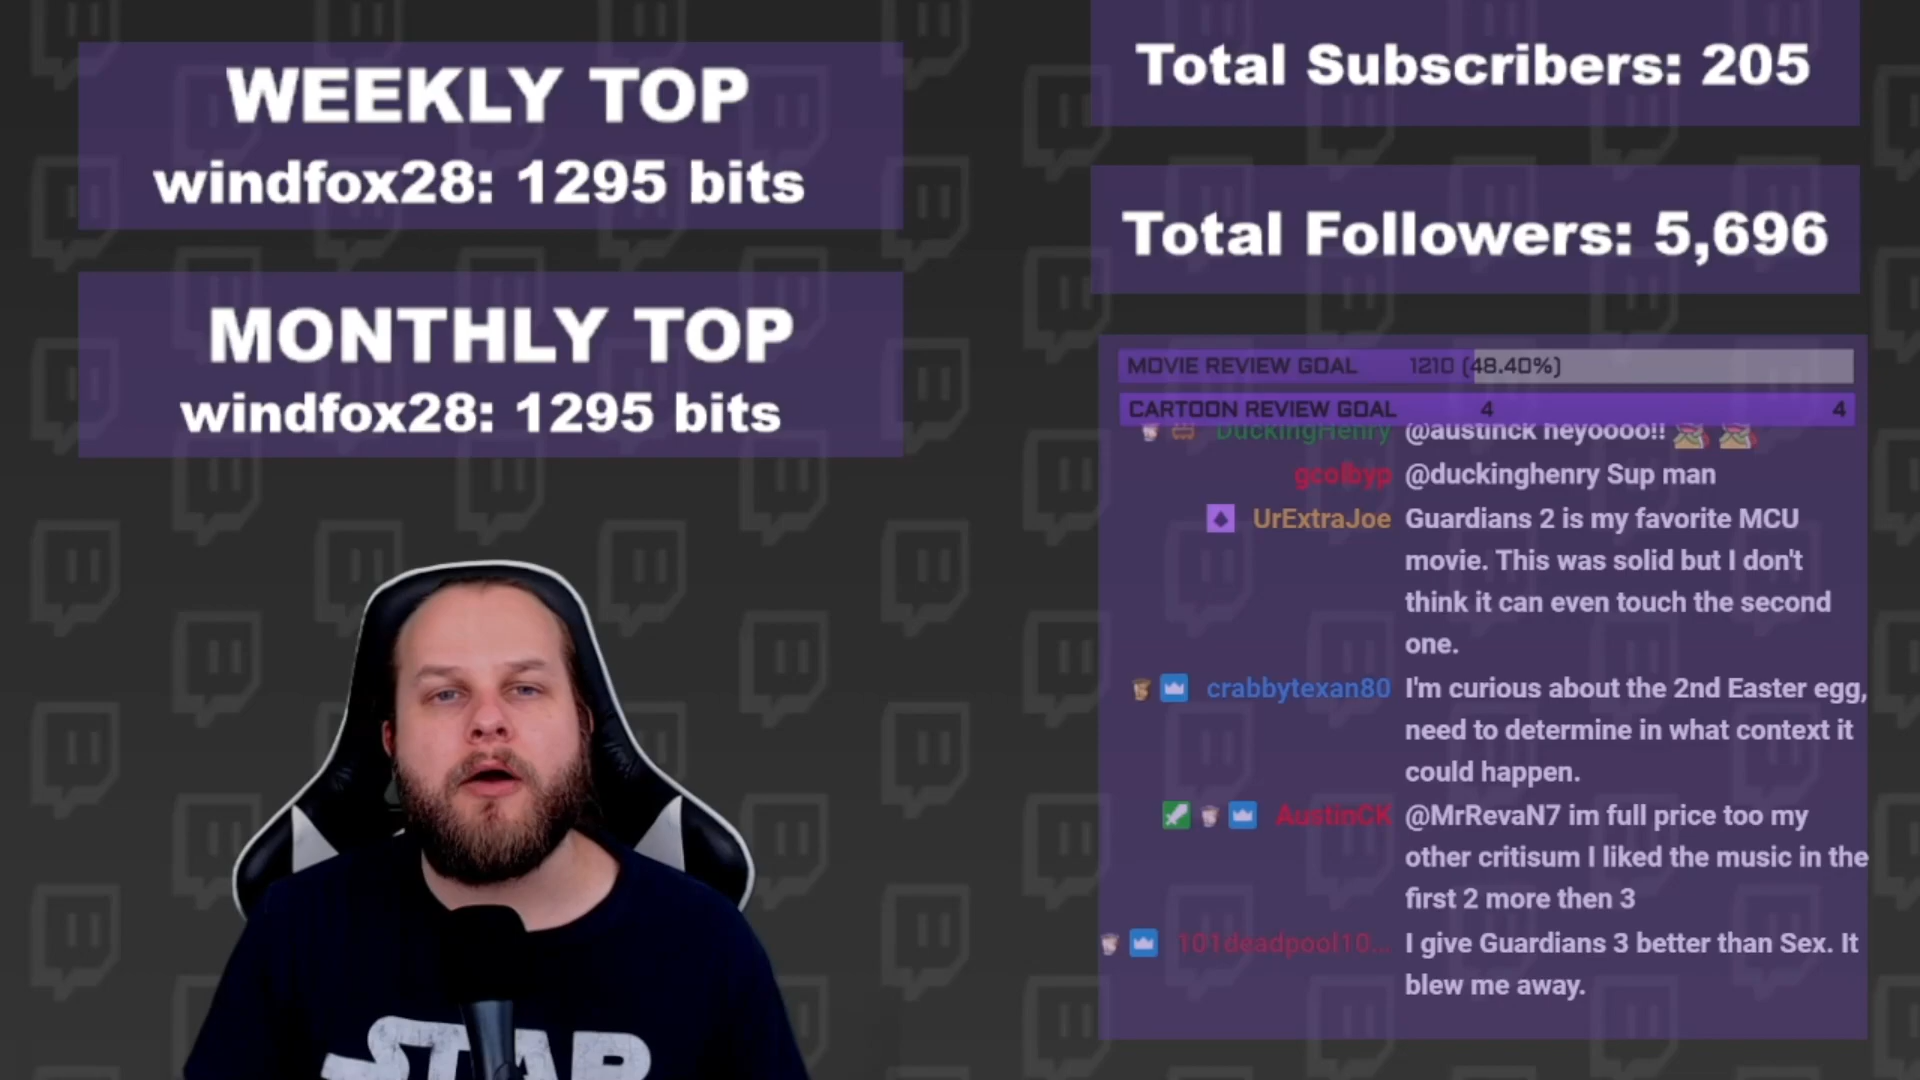 WEEKLY TOP
windfox28: 1295 bits
MONTHLY TOP
windfox28: 1295 bits
Total Subscribers: 205
Total Followers: 5,696
MOVIE REVIEW GOAL 1210 (48.40%)
CARTOON REVIEW GOAL 4 4
DuckingHenry @austinck heyoooo!!
gcolbyp @duckinghenry Sup man
UrExtraJoe Guardians 2 is my favorite MCU
movie. This was solid but I don't
think it can even touch the second
one.
crabbytexan80 I'm curious about the 2nd Easter egg,
need to determine in what context it
could happen.
AustinCK @MrRevaN7 im full price too my
other critisum I liked the music in the
first 2 more then 3
101deadpool10... I give Guardians 3 better than Sex. It
blew me away.
STAR